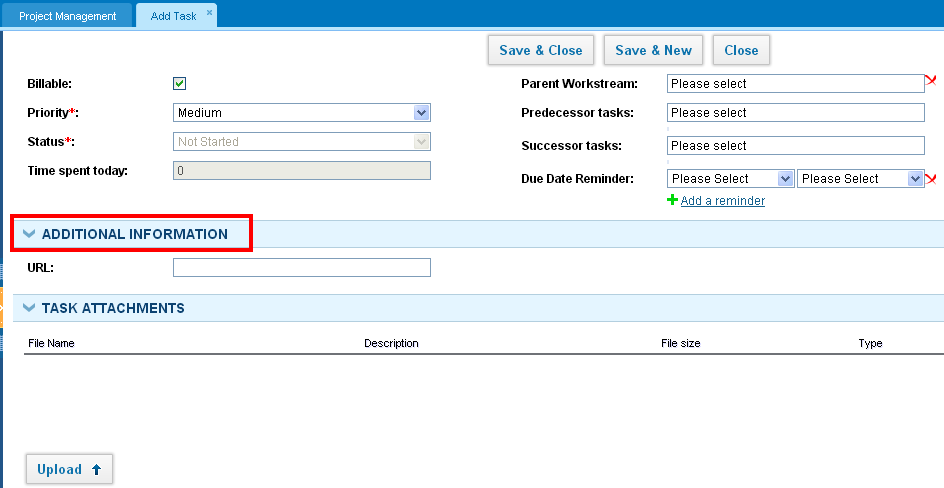 Project Management
Add Task
Save & Close
Save & New
Close
Billable:
Priority*:
Medium
Status*:
Not Started
Time spent today:
0
Parent Workstream:
Please select
Predecessor tasks:
Please select
Successor tasks:
Please select
Due Date Reminder:
Please Select
Please Select
Add a reminder
ADDITIONAL INFORMATION
URL:
TASK ATTACHMENTS
File Name Description File size Type
Upload